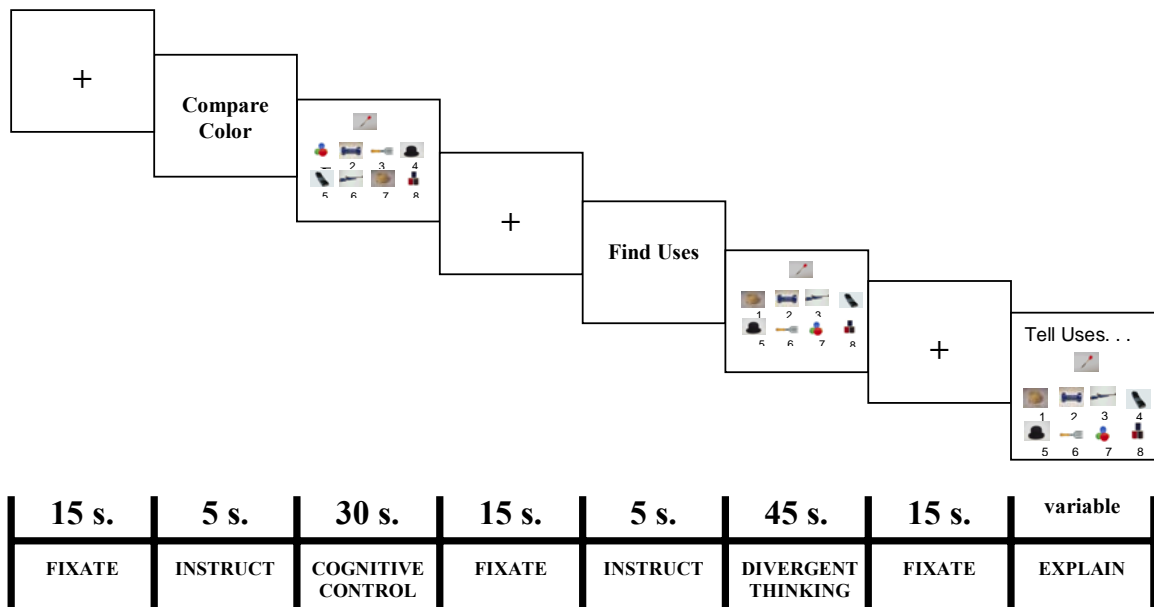 +
Compare
Color
2 3 4
5 6 7 8
+
Find Uses
1 2 3
5 6 7 8
+
Tell Uses. . .
1 2 3 4
5 6 7 8
15 s. 5 s. 30 s. 15 s. 5 s. 45 s. 15 s. variable
FIXATE INSTRUCT COGNITIVE CONTROL FIXATE INSTRUCT DIVERGENT THINKING FIXATE EXPLAIN